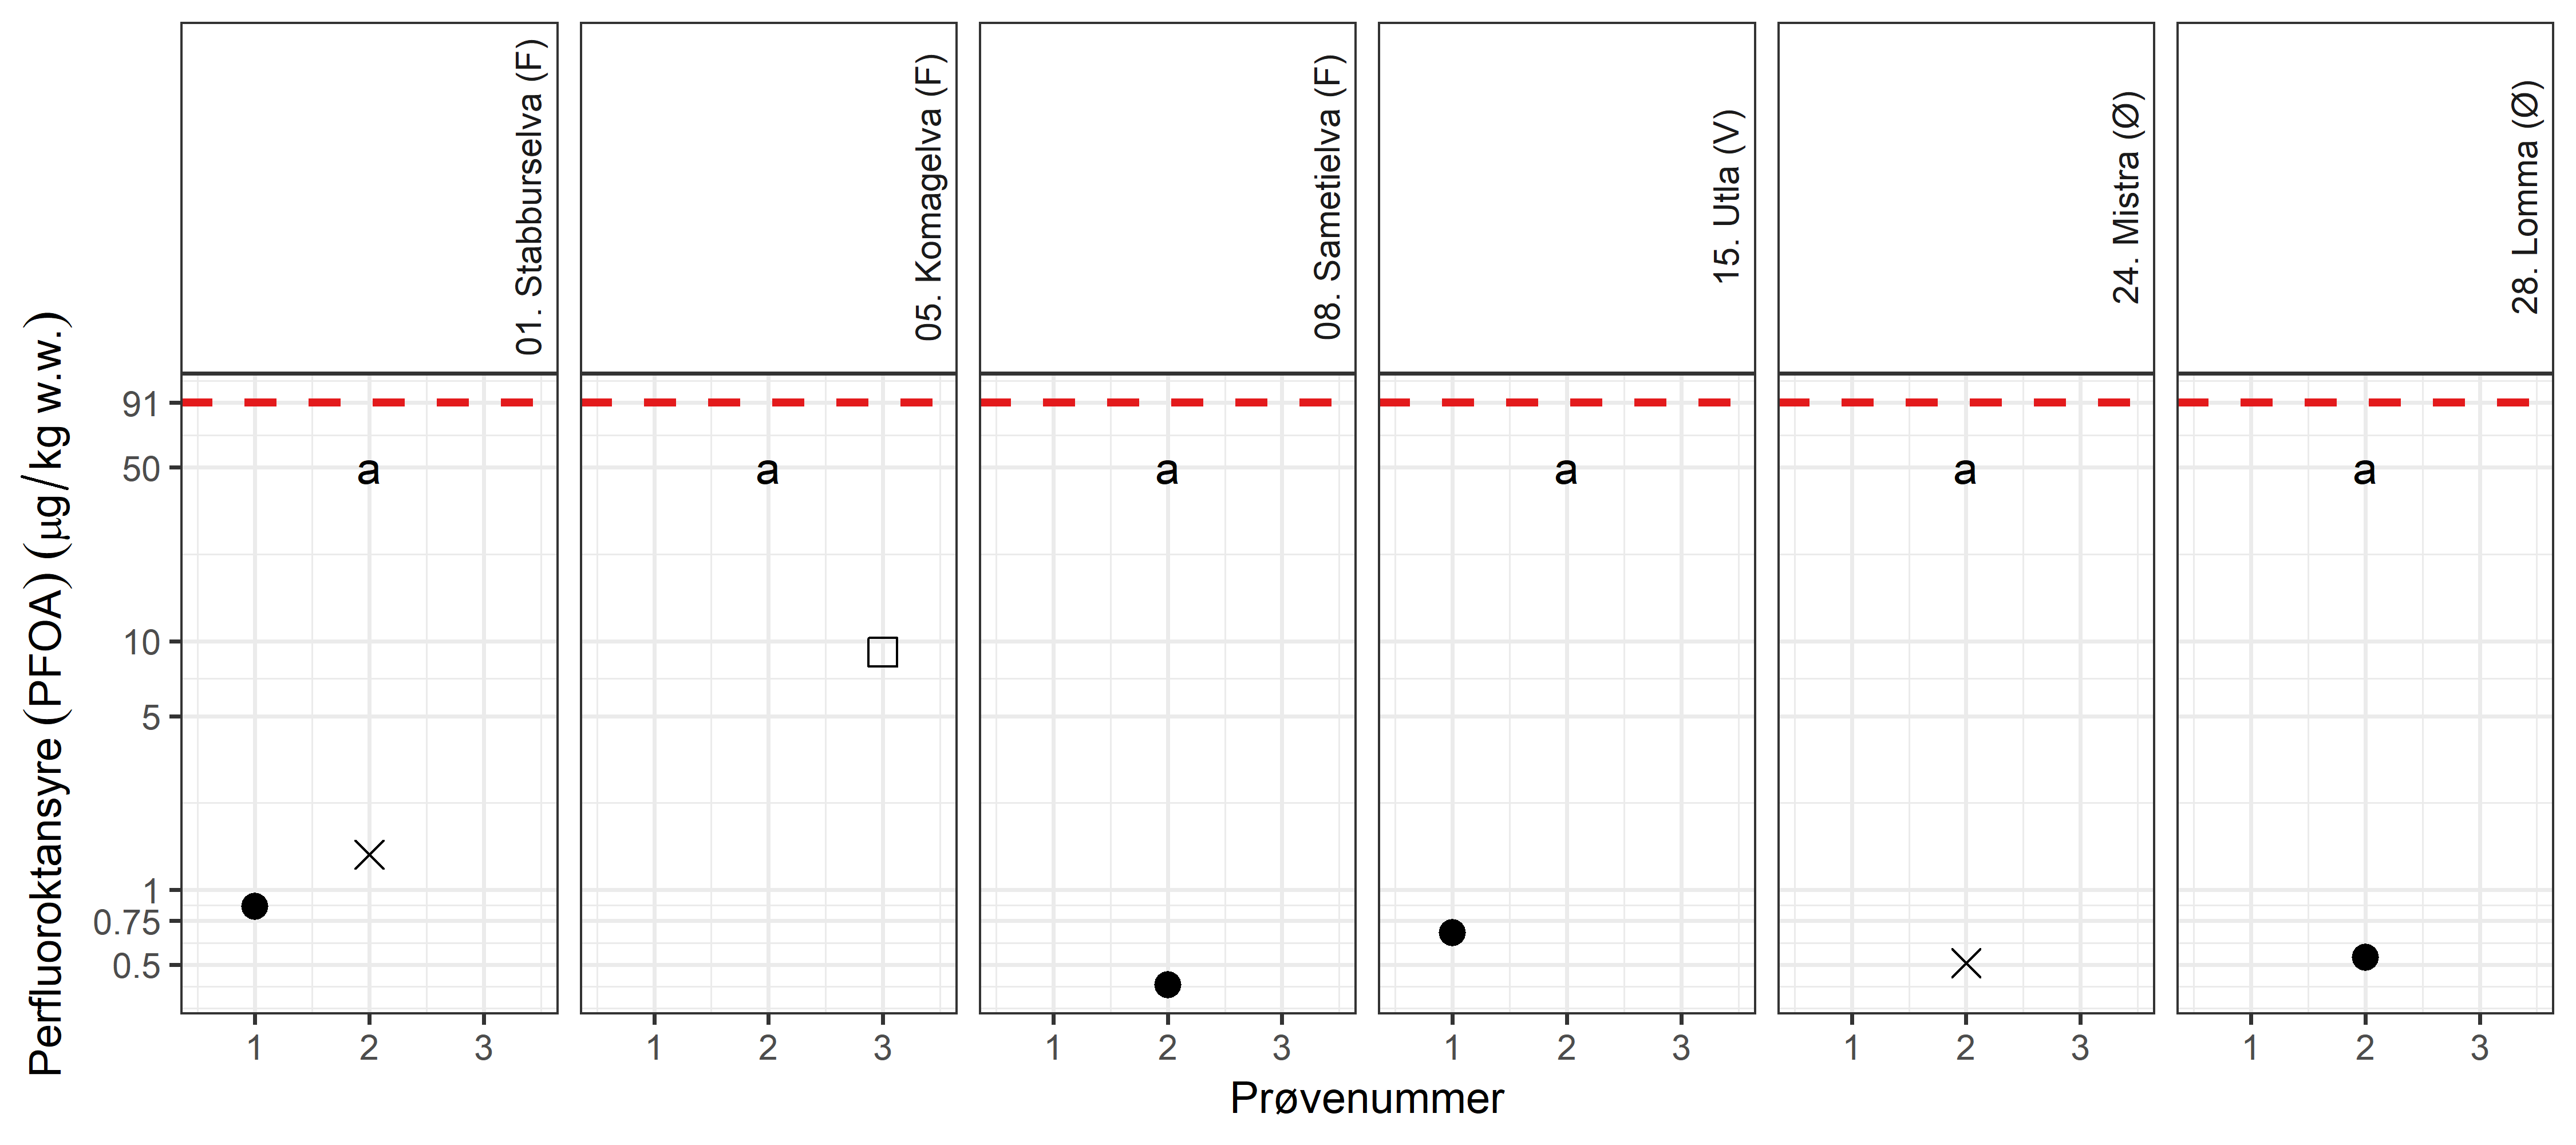 01. Stabburselva (F)
05. Komagelva (F)
08. Sametielva (F)
15. Utla (V)
24. Mistra (Ø)
28. Lomma (Ø)
Perfluoroktansyre (PFOA) (μg/kg w.w.)
91
50
10
5
1
0.75
0.5
a
a
a
a
a
a
1 2 3
1 2 3
1 2 3
1 2 3
1 2 3
1 2 3
Prøvenummer